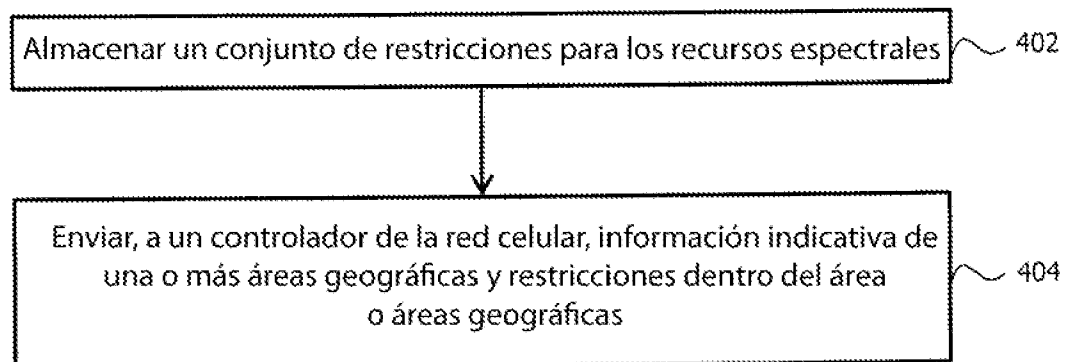 Almacenar un conjunto de restricciones para los recursos espectrales
402
Enviar, a un controlador de la red celular, información indicativa de
una o más áreas geográficas y restricciones dentro del área
o áreas geográficas
404